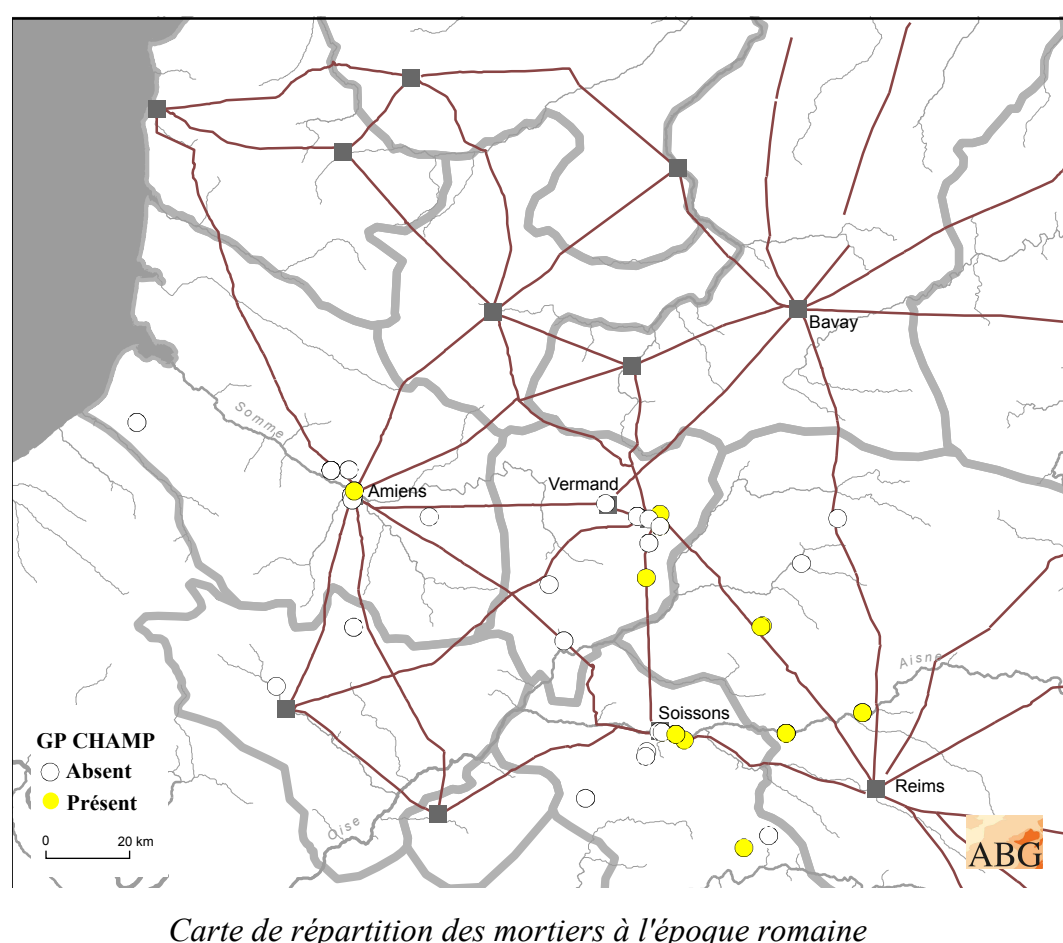 Bavay
Somme
Amiens
Vermand
Aisne
Soissons
Reims
Oise
GP CHAMP
Absent
Présent
0 20 km
ABG
Carte de répartition des mortiers à l'époque romaine